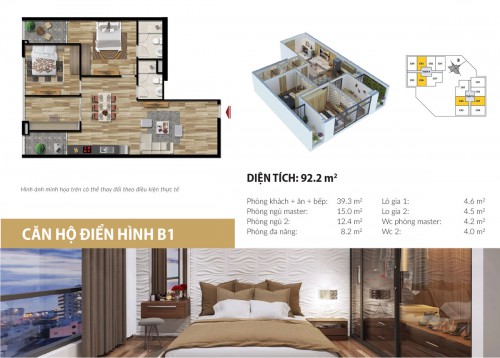 Hình ảnh minh họa trên có thể thay đổi theo điều kiện thực tế
DIỆN TÍCH: 92.2 m²
Phòng khách + ăn + bếp: 39.3 m²
Phòng ngủ master: 15.0 m²
Phòng ngủ 2: 12.4 m²
Phòng đa năng: 8.2 m²
Lô gia 1: 4.6 m²
Lô gia 2: 4.5 m²
Wc phòng master: 4.2 m²
Wc 2: 4.0 m²
CĂN HỘ ĐIỂN HÌNH B1